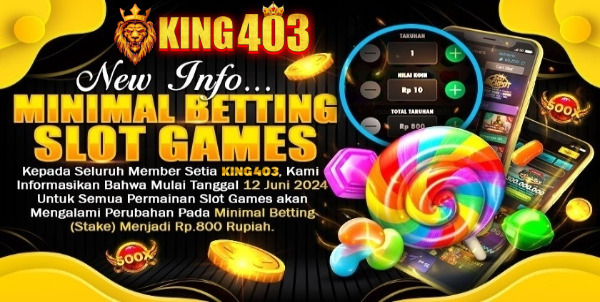 KING403
New Info...
MINIMAL BETTING
SLOT GAMES
Kepada Seluruh Member Setia KING403, Kami
Informasikan Bahwa Mulai Tanggal 12 Juni 2024
Untuk Semua Permainan Slot Games akan
Mengalami Perubahan Pada Minimal Betting
(Stake) Menjadi Rp.800 Rupiah.
TARUHAN
1
NILAI KOIN
Rp 10
TOTAL TARUHAN
Rp 800
500X
500X